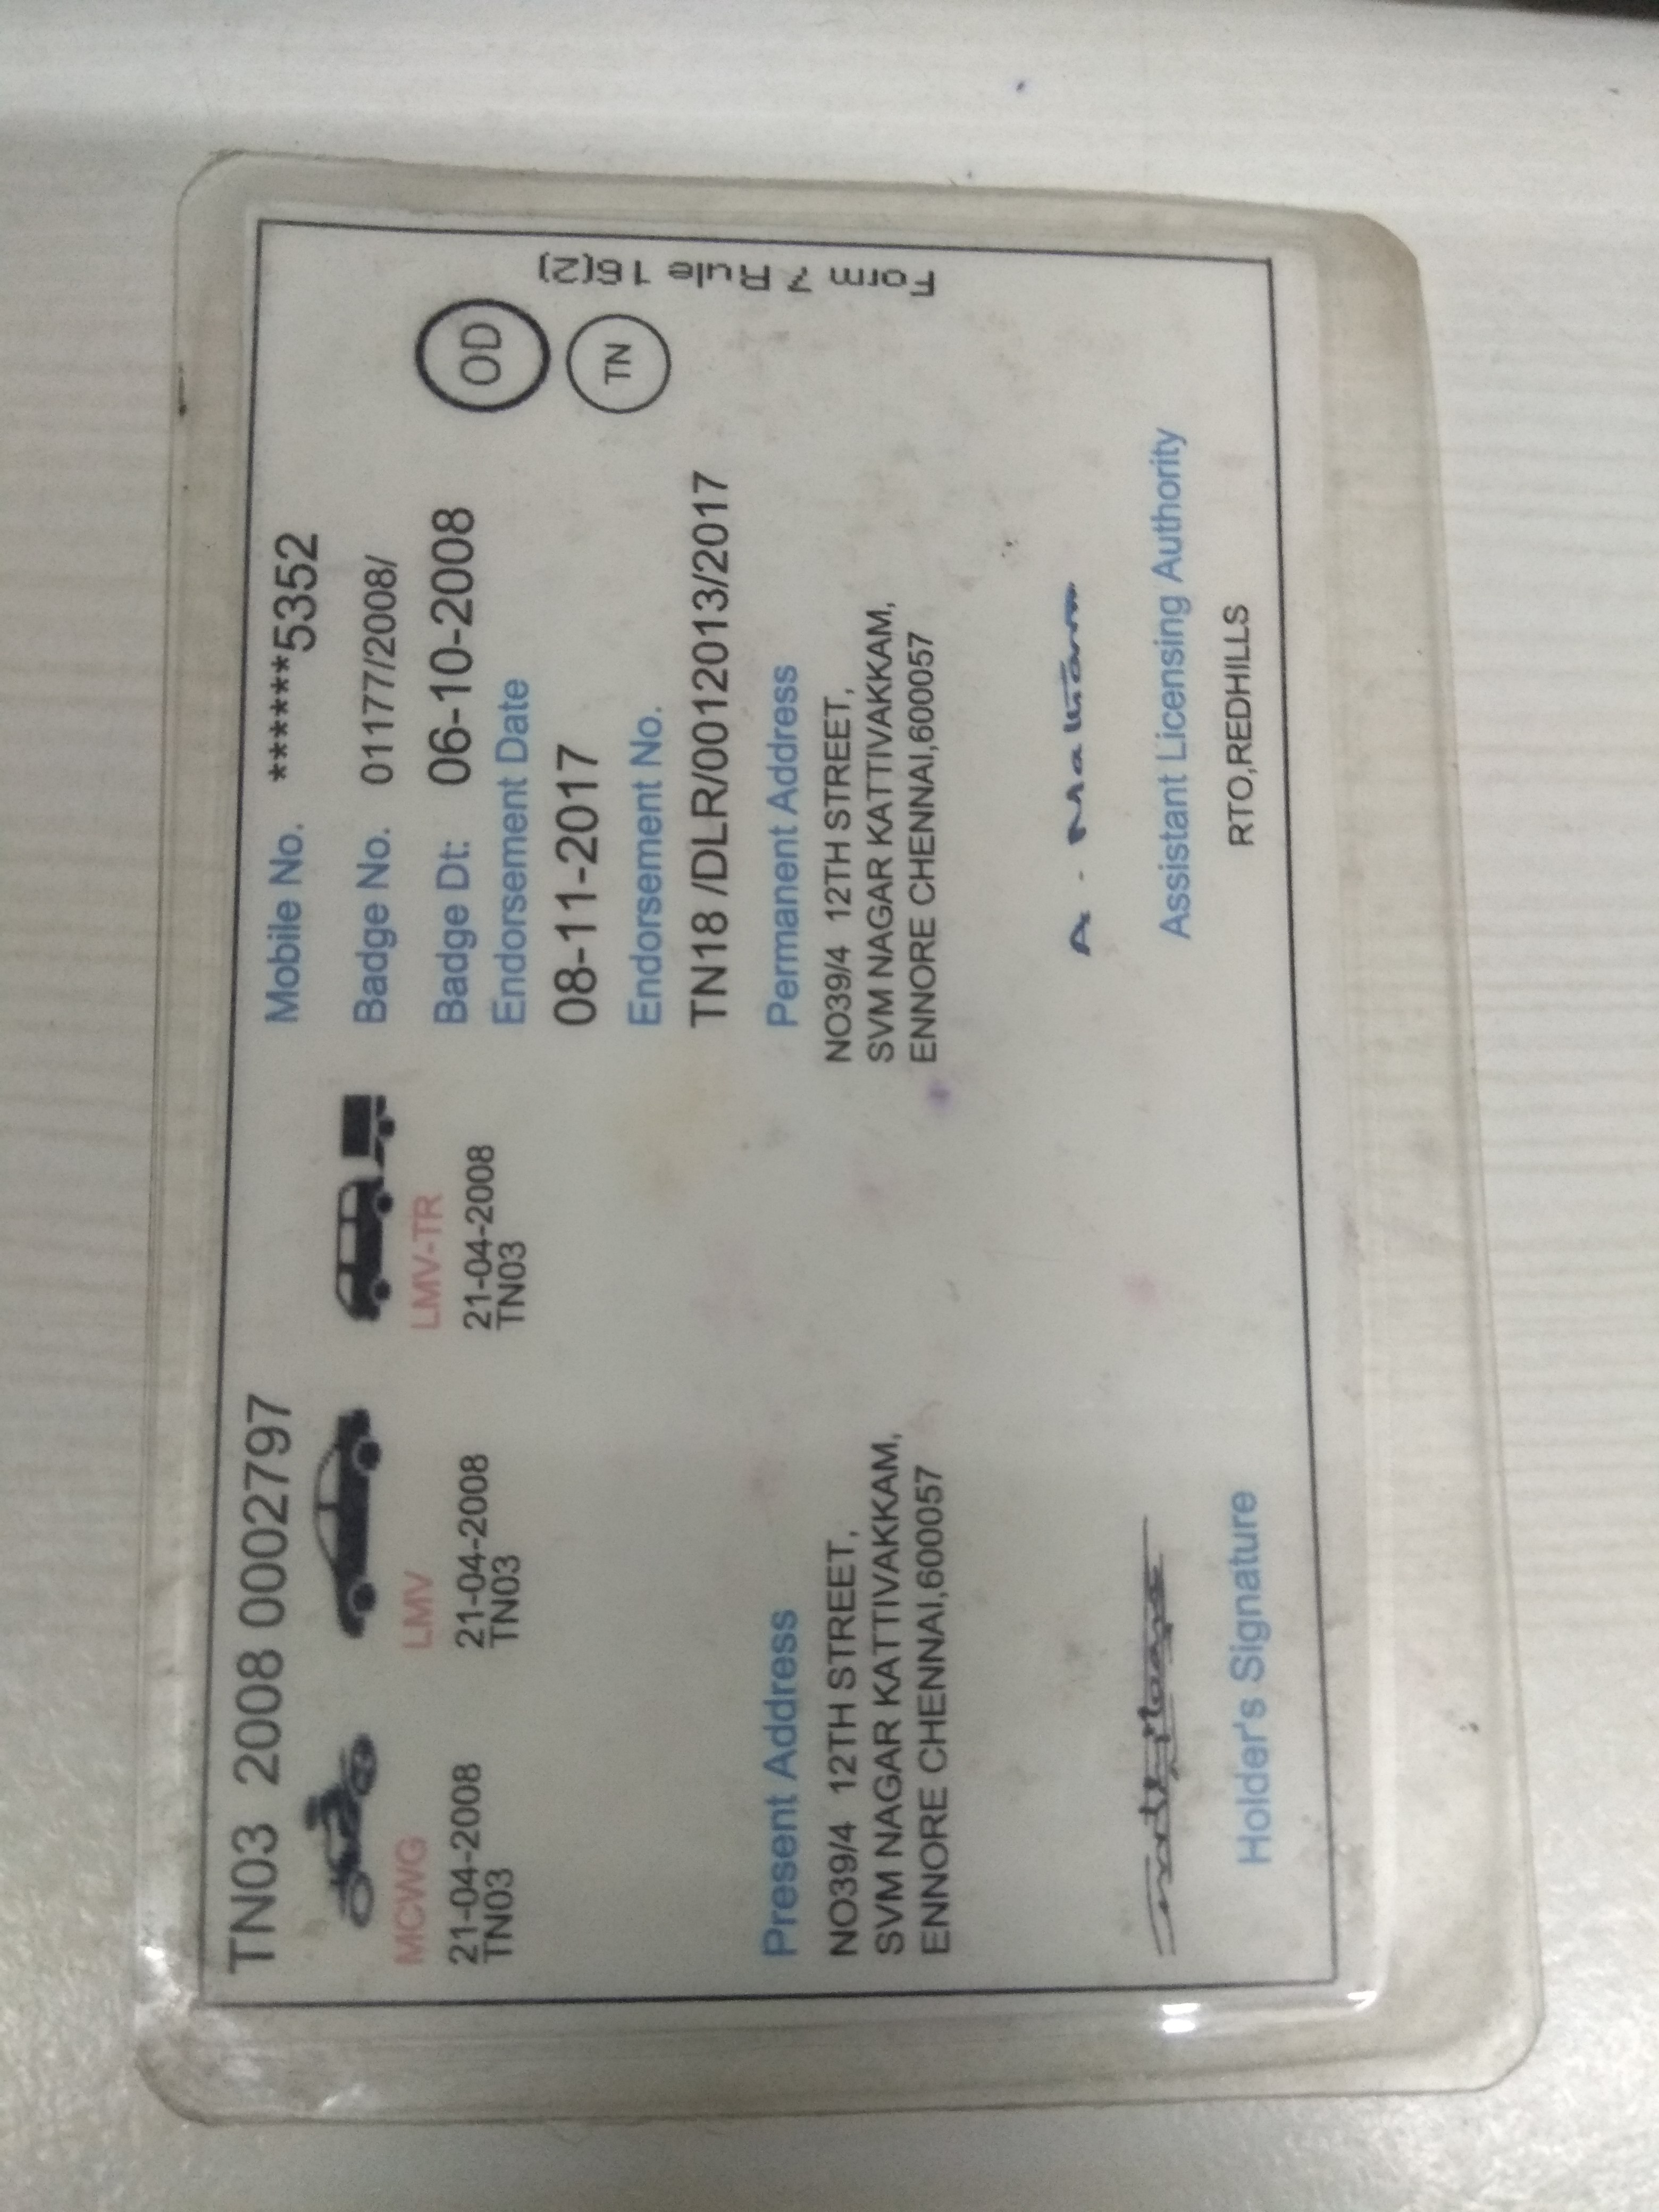 TN03 2008 0002797
MCWG
21-04-2008
TN03
LMV
21-04-2008
TN03
LMV-TR
21-04-2008
TN03
Mobile No. ******5352
Badge No. 01177/2008/
Badge Dt: 06-10-2008
Endorsement Date
08-11-2017
Endorsement No.
TN18 /DLR/0012013/2017
OD
TN
Form 7 Rule 16(2)
Present Address
NO39/4 12TH STREET,
SVM NAGAR KATTIVAKKAM,
ENNORE CHENNAI,600057
Permanent Address
NO39/4 12TH STREET,
SVM NAGAR KATTIVAKKAM,
ENNORE CHENNAI,600057
Holder's Signature
A.
Assistant Licensing Authority
RTO,REDHILLS